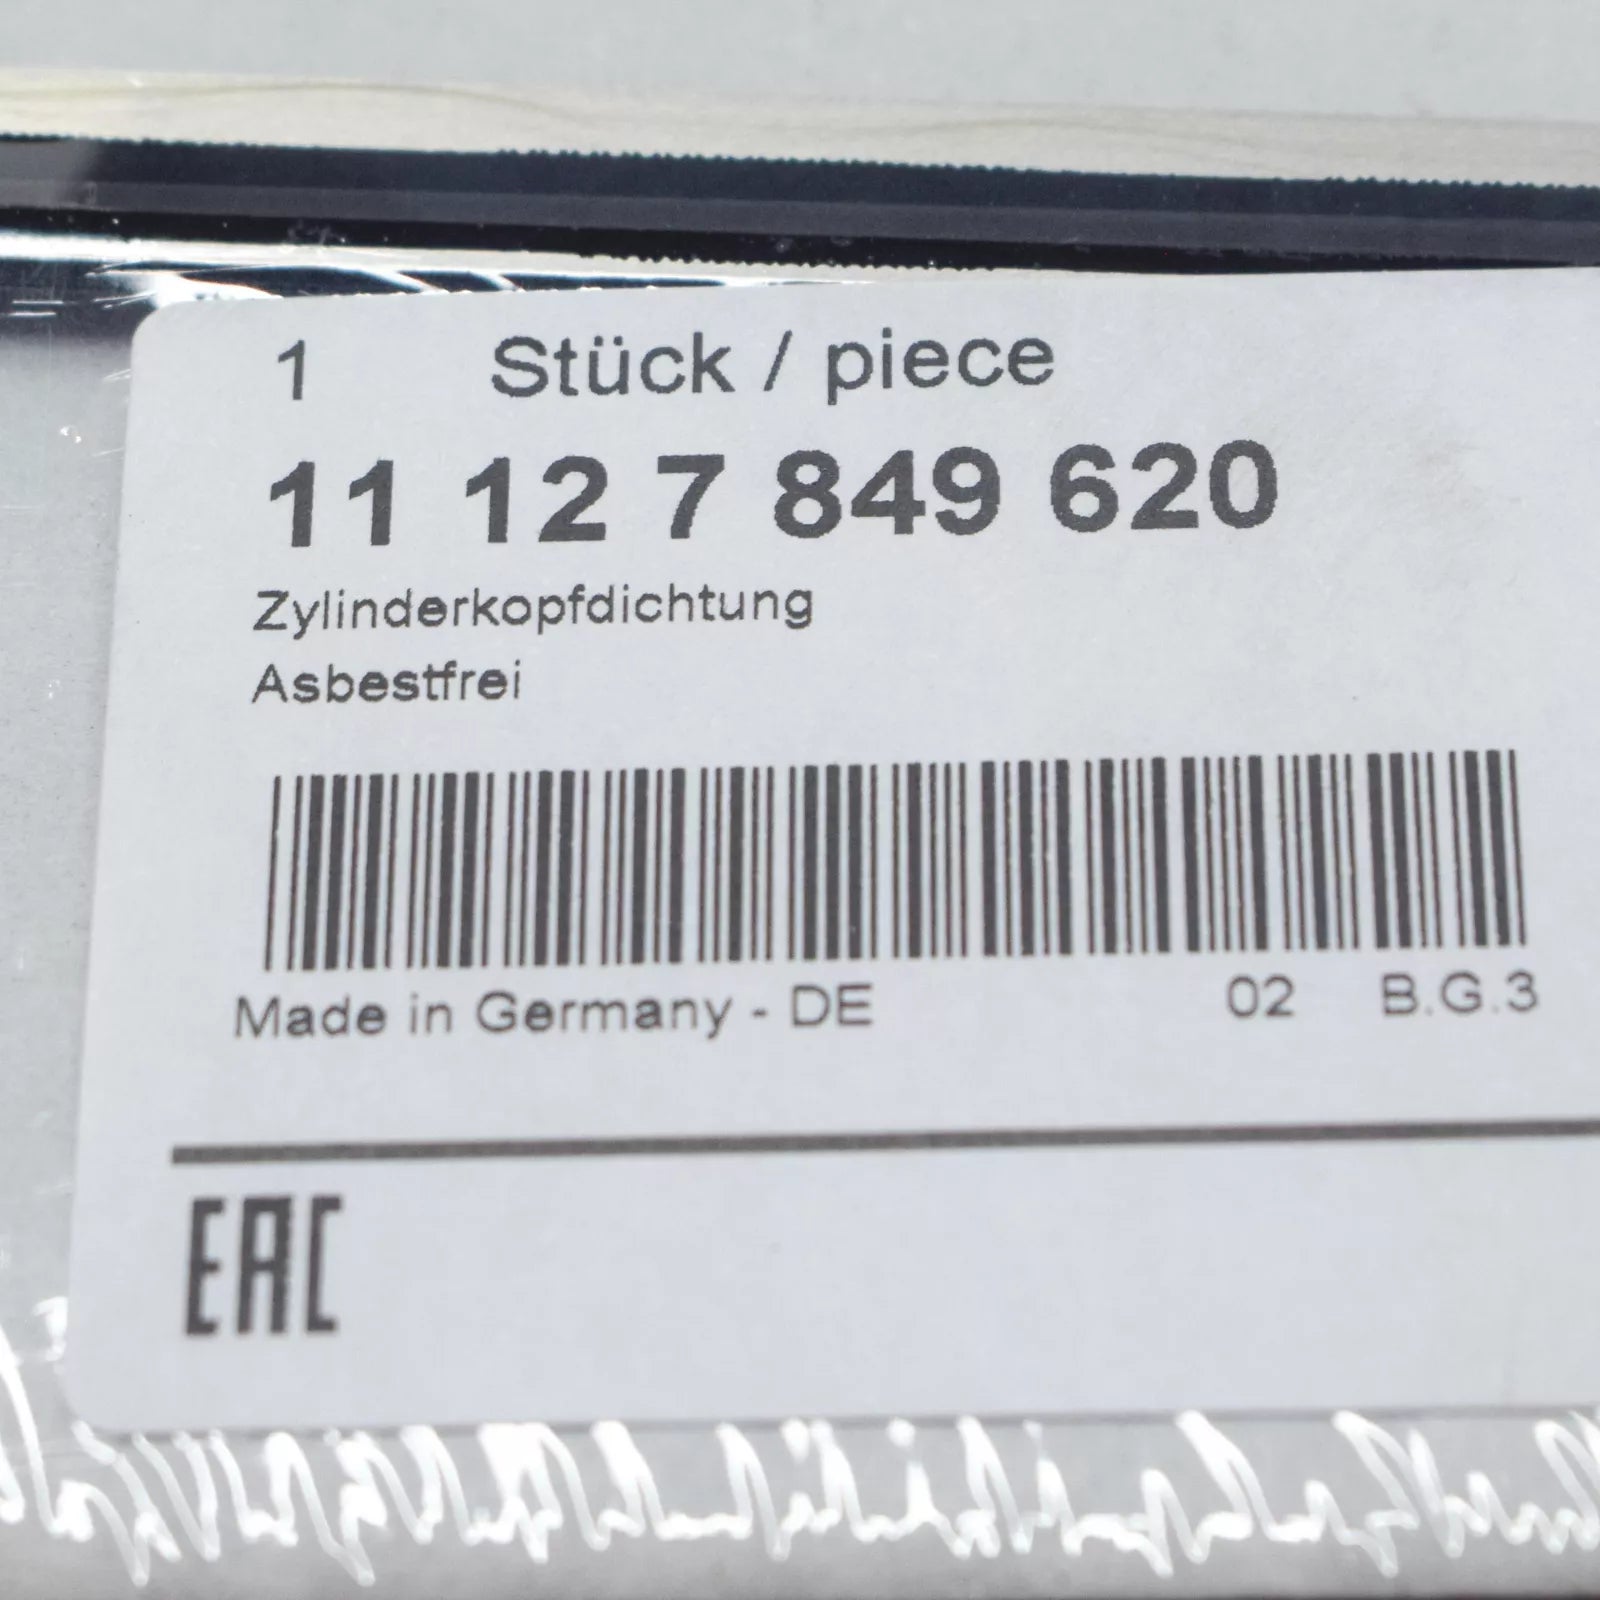 1 Stück / piece
11 12 7 849 620
Zylinderkopfdichtung
Asbestfrei
Made in Germany - DE 02 B.G.3
EAC